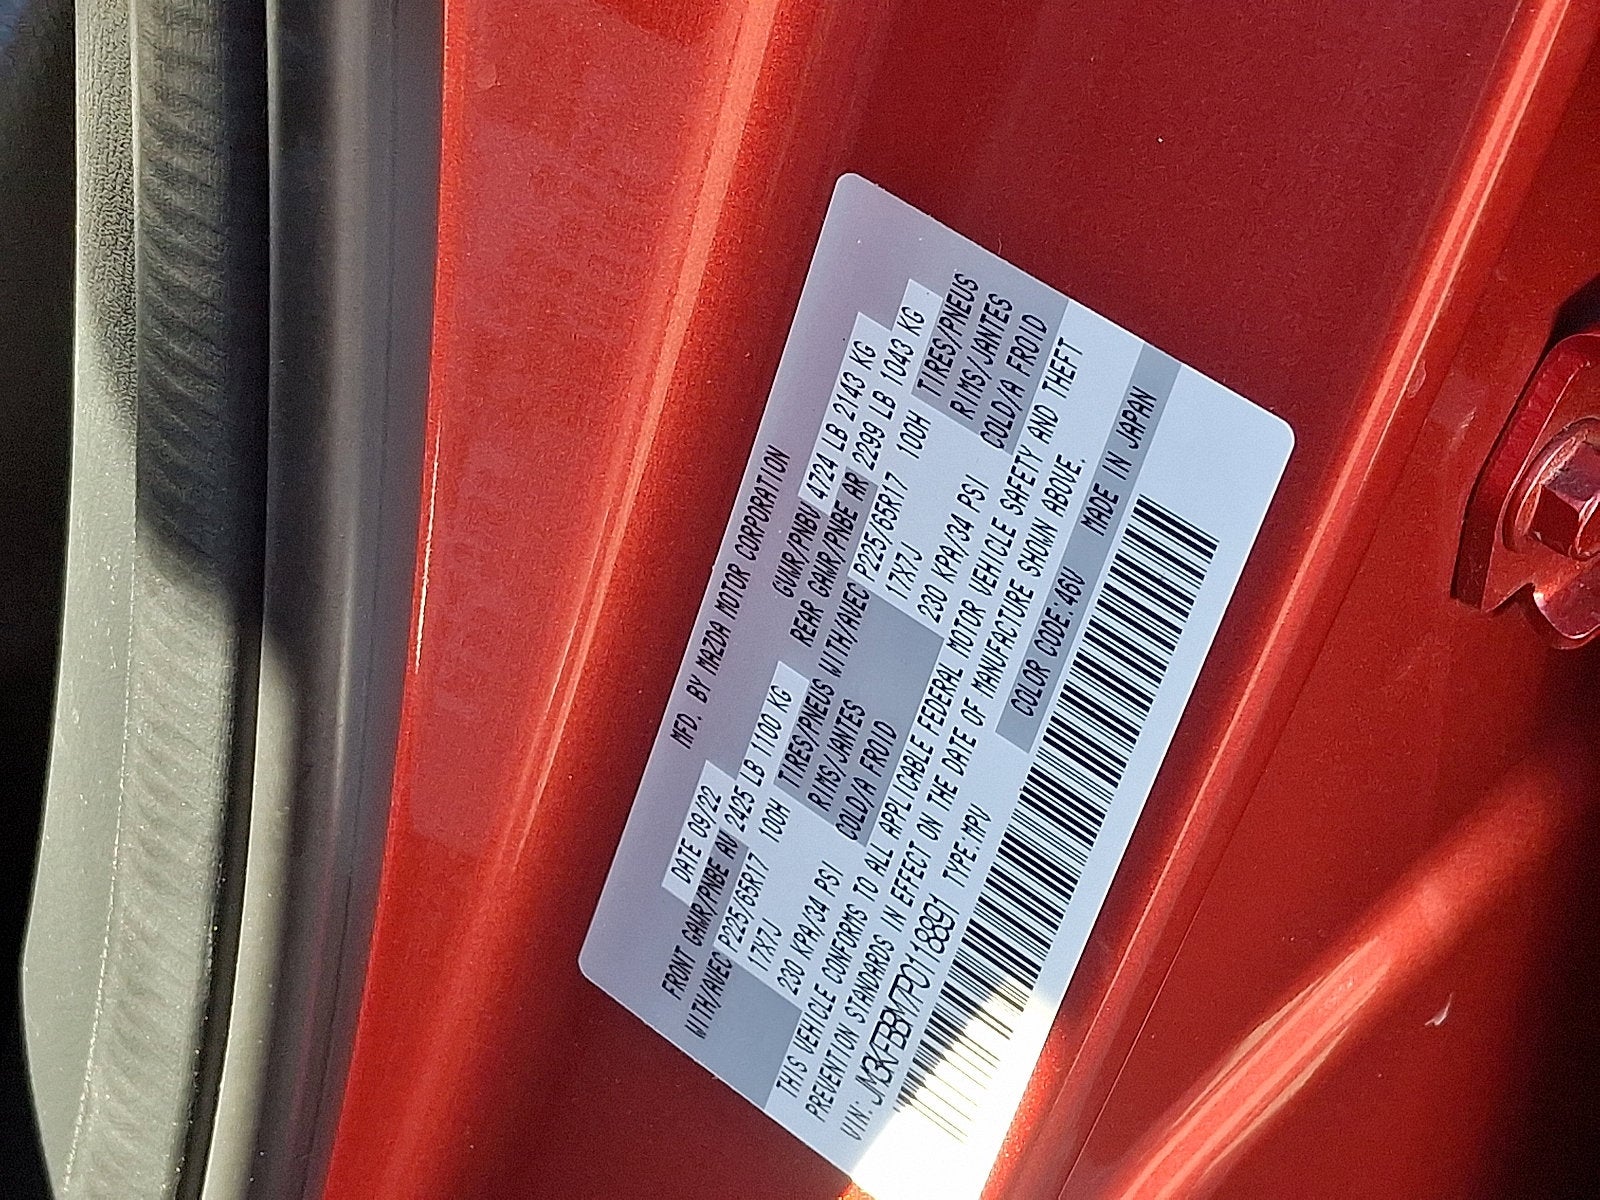 MFD. BY MAZDA MOTOR CORPORATION
DATE 09/22 GVWR/PNBV 4724 LB 2143 KG
FRONT GAWR/PNBE AV 2425 LB 1100 KG REAR GAWR/PNBE AR 2299 LB 1043 KG
WITH/AVEC P225/65R17 100H TIRES/PNEUS WITH/AVEC P225/65R17 100H TIRES/PNEUS
17X7J RIMS/JANTES 17X7J RIMS/JANTES
230 KPA/34 PSI COLD/A FROID 230 KPA/34 PSI COLD/A FROID
THIS VEHICLE CONFORMS TO ALL APPLICABLE FEDERAL MOTOR VEHICLE SAFETY AND THEFT
PREVENTION STANDARDS IN EFFECT ON THE DATE OF MANUFACTURE SHOWN ABOVE.
VIN: JM3KFBBM7P0118891 TYPE:MPV COLOR CODE:46V MADE IN JAPAN